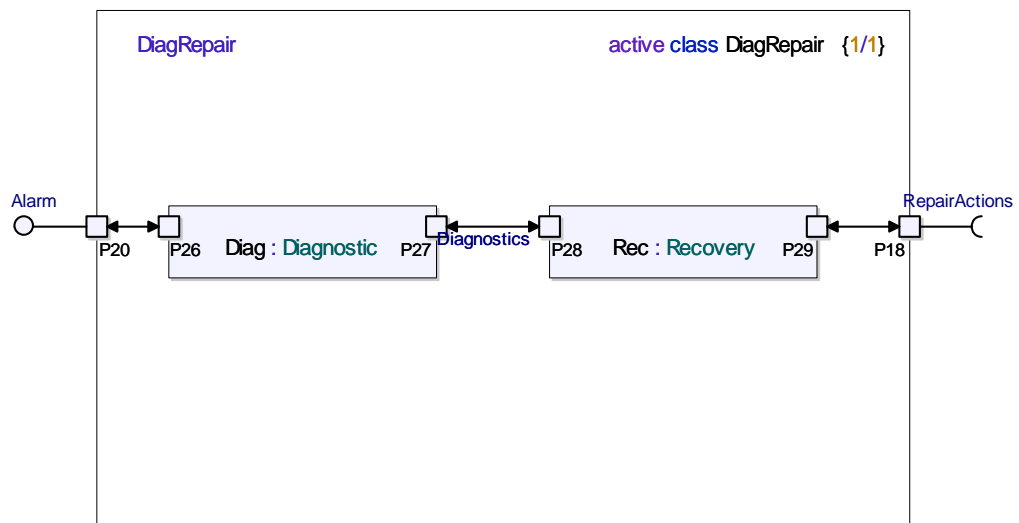 DiagRepair
active class DiagRepair {1/1}
Alarm
RepairActions
P20
P26
Diag : Diagnostic
P27
Diagnostics
P28
Rec : Recovery
P29
P18